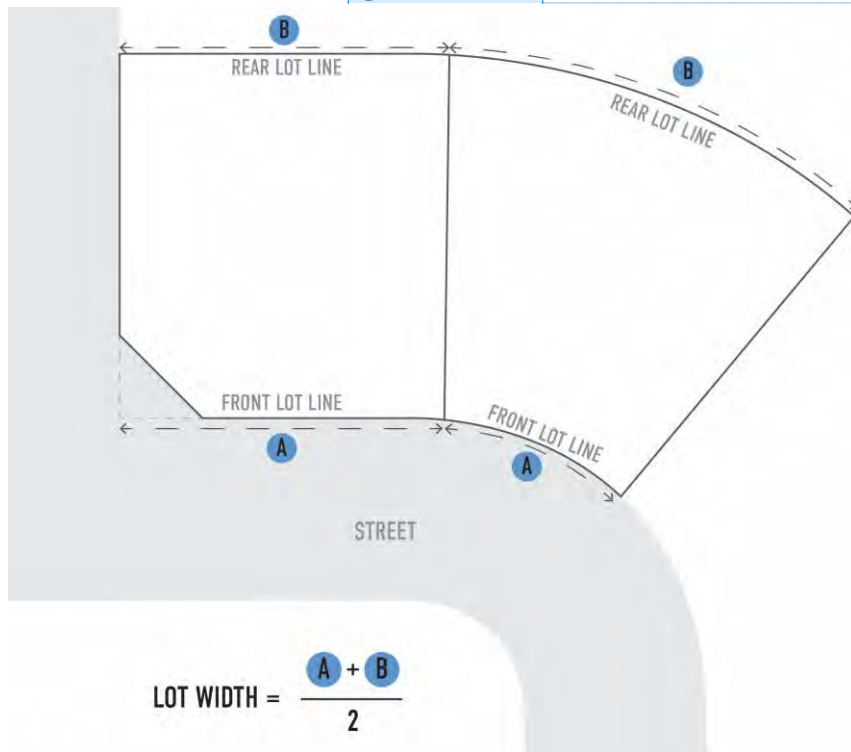 B
REAR LOT LINE
B
REAR LOT LINE
FRONT LOT LINE
A
FRONT LOT LINE
A
STREET
LOT WIDTH = A + B
2